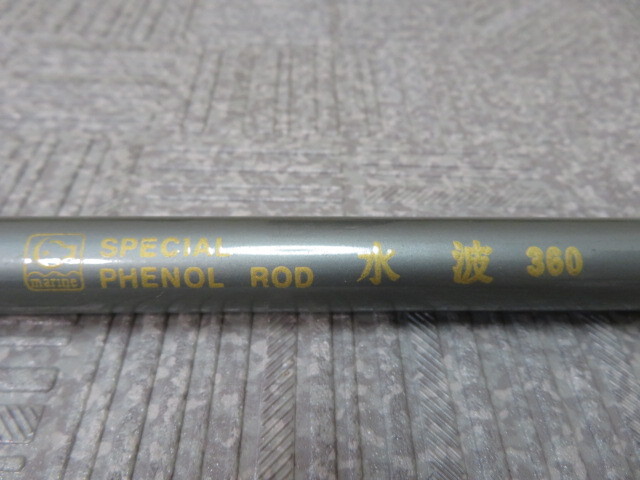 marine
SPECIAL
PHENOL ROD
水波 360